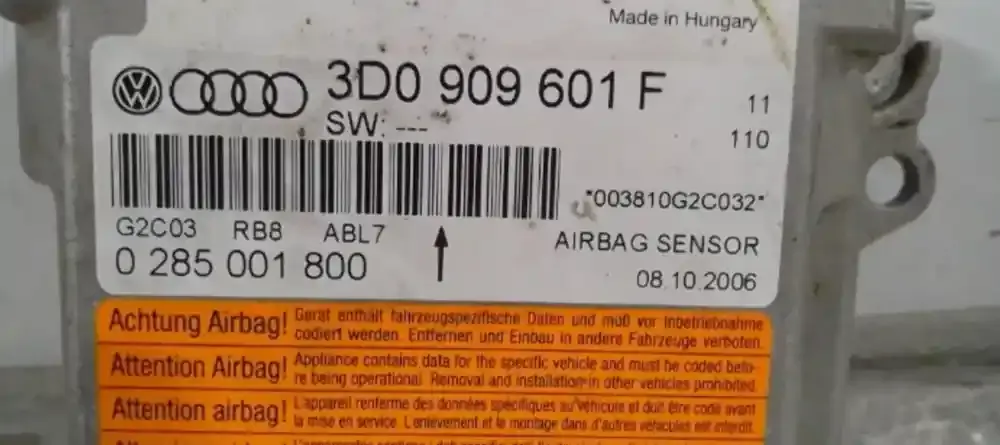 Made in Hungary
3D0 909 601 F
11
SW: ---
110
*003810G2C032*
G2C03 RB8 ABL7
AIRBAG SENSOR
0 285 001 800
08.10.2006
Achtung Airbag! Gerät enthält fahrzeugspezifische Daten und muß vor Inbetriebnahme
codiert werden. Entfernen und Einbau in andere Fahrzeuge verboten.
Attention Airbag! Appliance contains data for the specific vehicle and must be coded befo-
re being operational. Removal and installation in other vehicles prohibited.
Attention airbag! L'appareil renferme des données spécifiques au véhicule et doit être codé avant
la mise en service. L'enlèvement et le montage dans d'autres véhicules est interdit.